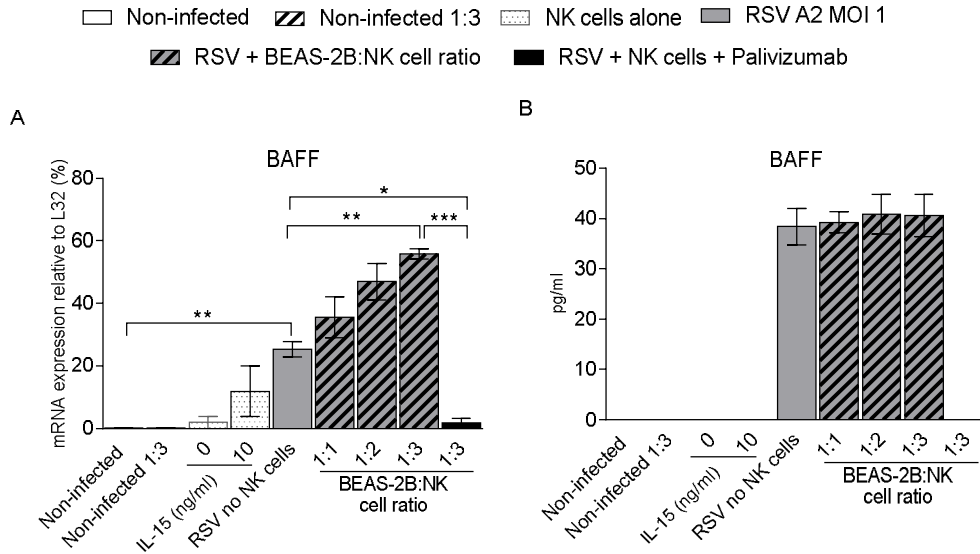 Non-infected
Non-infected 1:3
NK cells alone
RSV A2 MOI 1
RSV + BEAS-2B:NK cell ratio
RSV + NK cells + Palivizumab
A
BAFF
mRNA expression relative to L32 (%)
80
60
40
20
0
*
**
***
**
Non-infected
Non-infected 1:3
0
10
IL-15 (ng/ml)
RSV no NK cells
1:1
1:2
1:3
1:3
BEAS-2B:NK
cell ratio
B
BAFF
pg/ml
50
40
30
20
10
0
Non-infected
Non-infected 1:3
0
10
IL-15 (ng/ml)
RSV no NK cells
1:1
1:2
1:3
1:3
BEAS-2B:NK
cell ratio